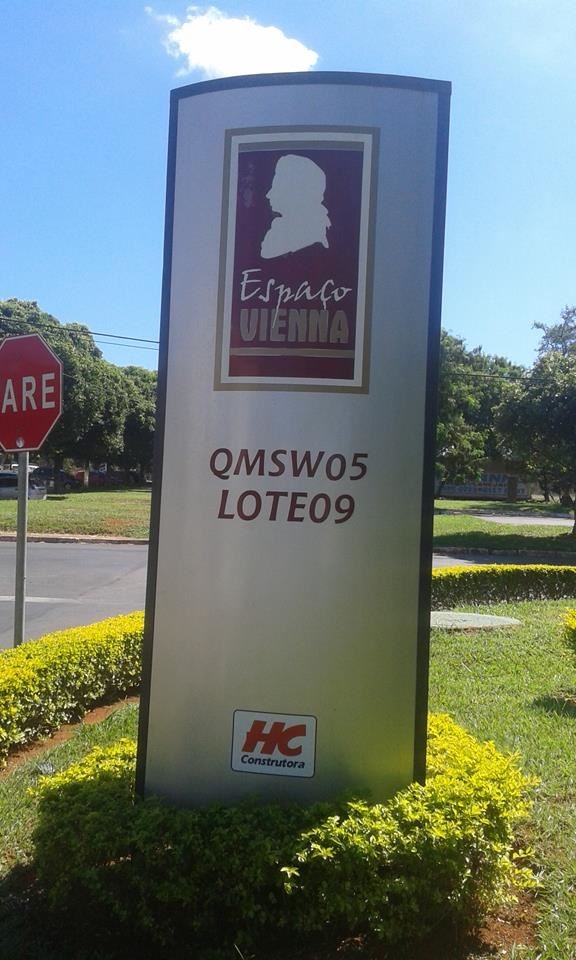 Espaço
VIENNA
ARE
QMSW05
LOTE09
HC
Construtora